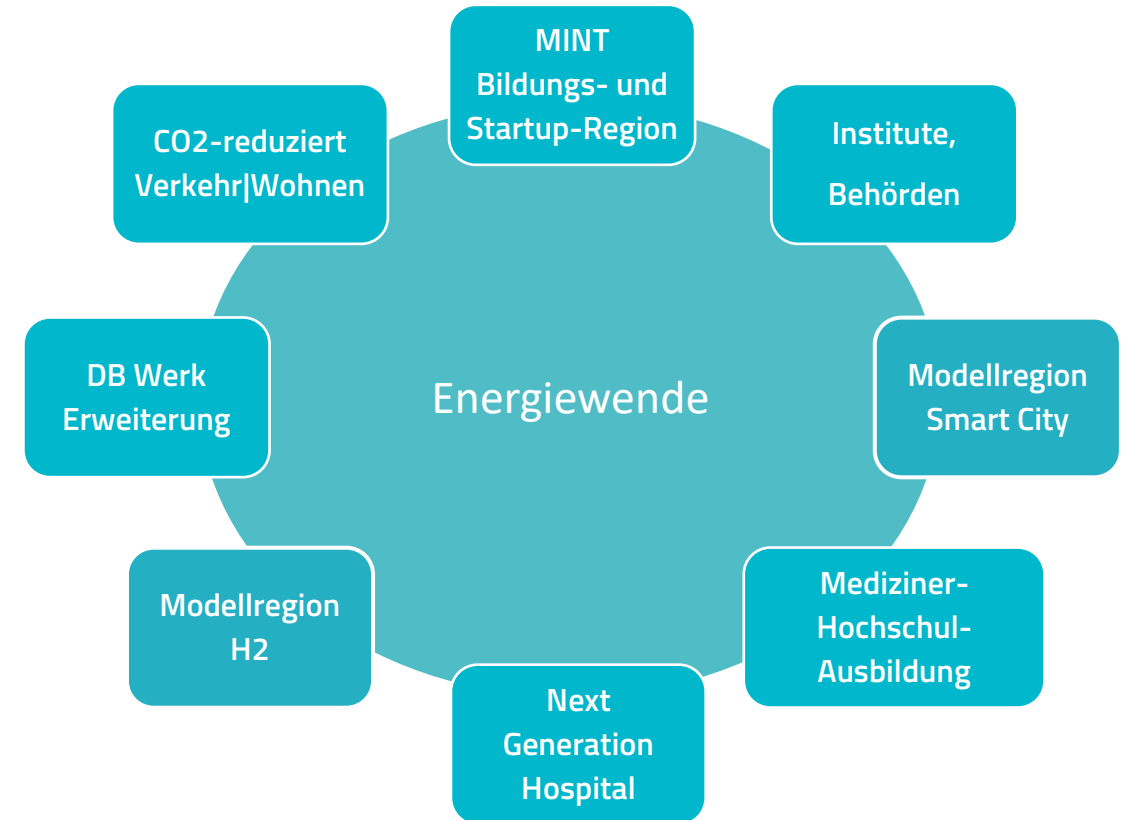 MINT
Bildungs- und
Startup-Region
CO2-reduziert
Verkehr|Wohnen
Institute,
Behörden
DB Werk
Erweiterung
Energiewende
Modellregion
Smart City
Modellregion
H2
Mediziner-
Hochschul-
Ausbildung
Next
Generation
Hospital